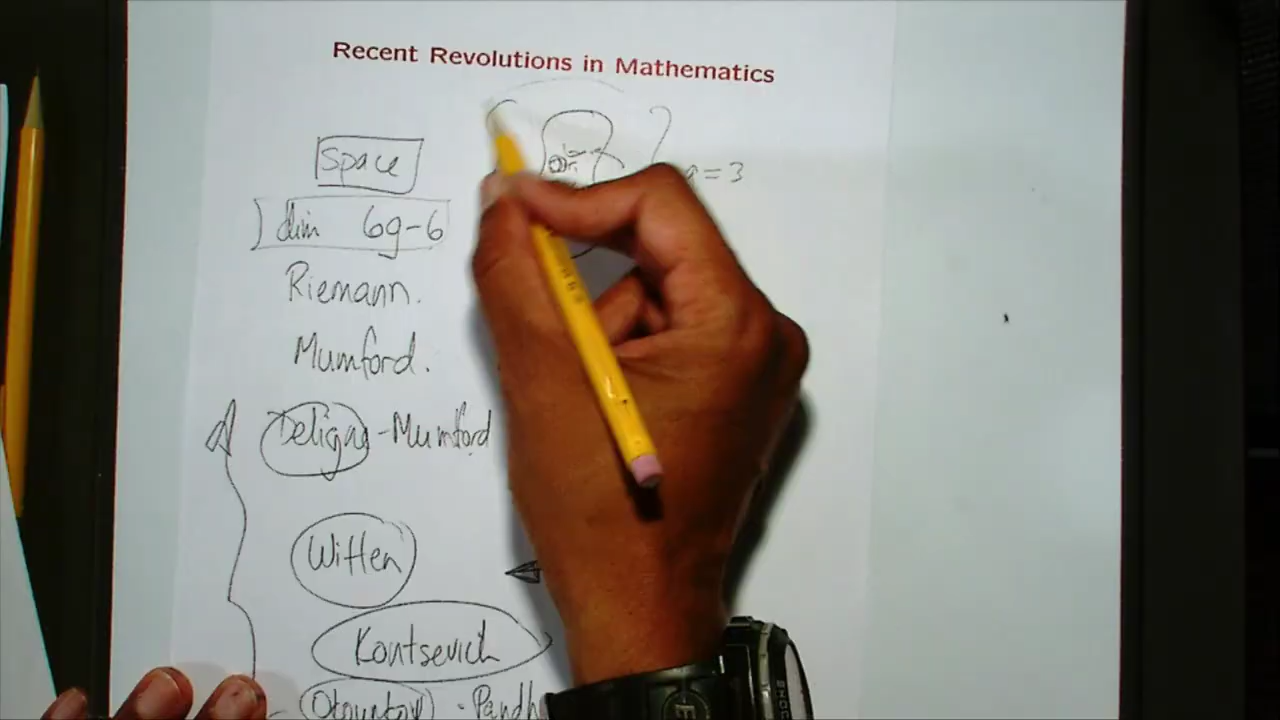 Recent Revolutions in Mathematics
Space
g=3
dim 6g-6
Riemann.
Mumford.
Deligne-Mumford
Witten
Kontsevich